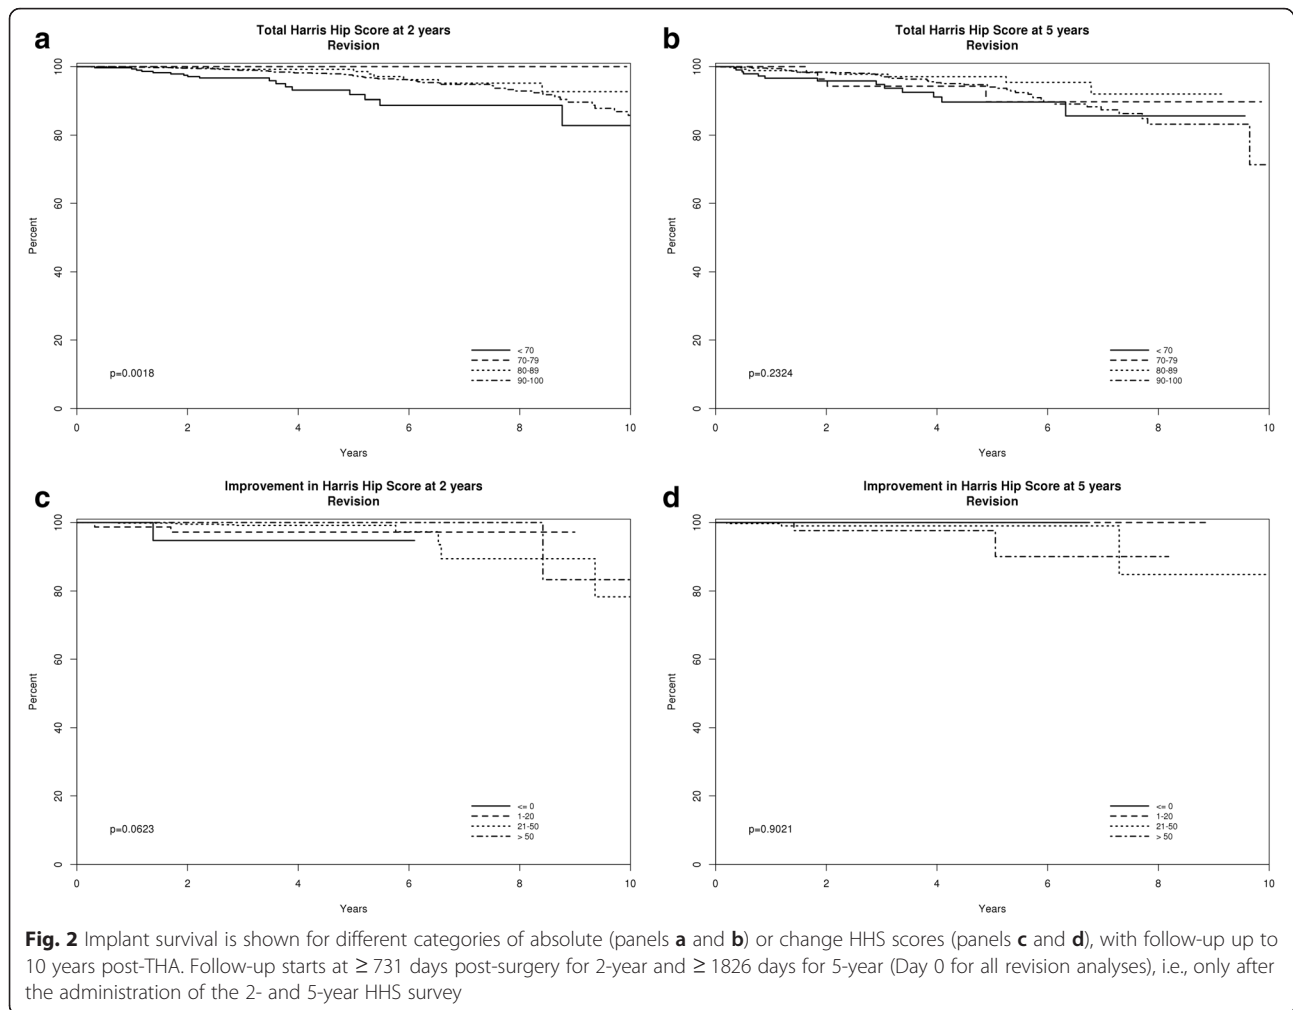 a
Total Harris Hip Score at 2 years
Revision
100
80
60
40
20
0
Percent
p=0.0018
< 70
70-79
80-89
90-100
0 2 4 6 8 10
Years
b
Total Harris Hip Score at 5 years
Revision
100
80
60
40
20
0
Percent
p=0.2324
< 70
70-79
80-89
90-100
0 2 4 6 8 10
Years
c
Improvement in Harris Hip Score at 2 years
Revision
100
80
60
40
20
0
Percent
p=0.0623
<= 0
1-20
21-50
> 50
0 2 4 6 8 10
Years
d
Improvement in Harris Hip Score at 5 years
Revision
100
80
60
40
20
0
Percent
p=0.9021
<= 0
1-20
21-50
> 50
0 2 4 6 8 10
Years
Fig. 2 Implant survival is shown for different categories of absolute (panels a and b) or change HHS scores (panels c and d), with follow-up up to
10 years post-THA. Follow-up starts at ≥ 731 days post-surgery for 2-year and ≥ 1826 days for 5-year (Day 0 for all revision analyses), i.e., only after
the administration of the 2- and 5-year HHS survey